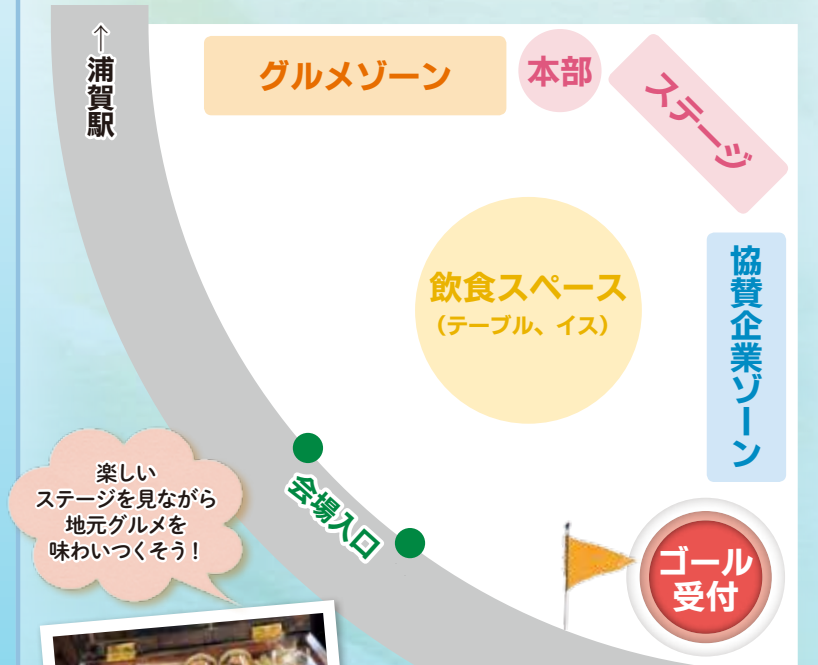 ↑浦賀駅
グルメゾーン
本部
ステージ
飲食スペース
(テーブル、イス)
協賛企業ゾーン
会場入口
ゴール
受付
楽しい
ステージを見ながら
地元グルメを
味わいつくそう!